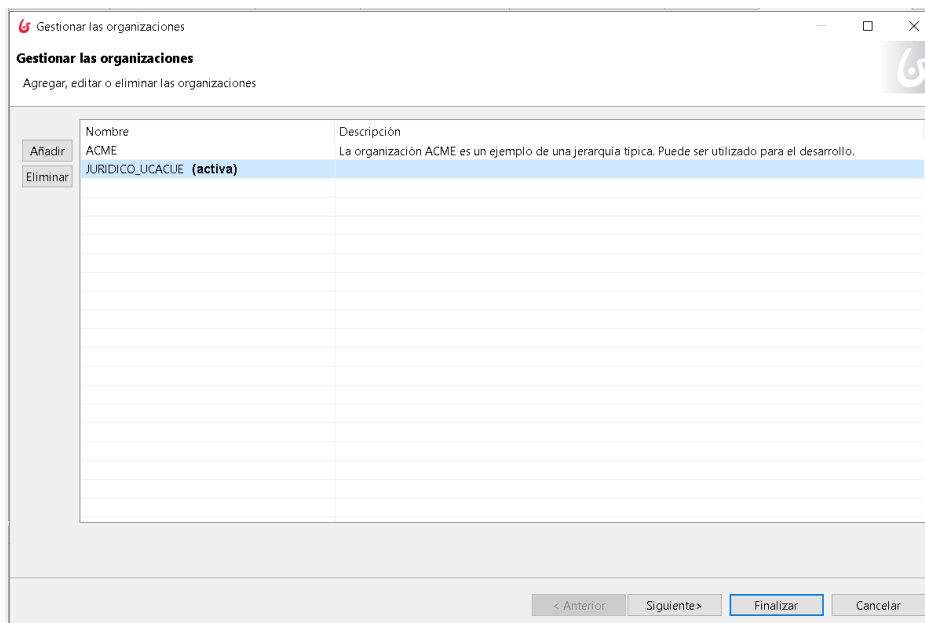 Gestionar las organizaciones
Gestionar las organizaciones
Agregar, editar o eliminar las organizaciones
Nombre Descripción
Añadir ACME La organización ACME es un ejemplo de una jerarquía típica. Puede ser utilizado para el desarrollo.
Eliminar JURIDICO_UCACUE (activa)
< Anterior Siguiente> Finalizar Cancelar